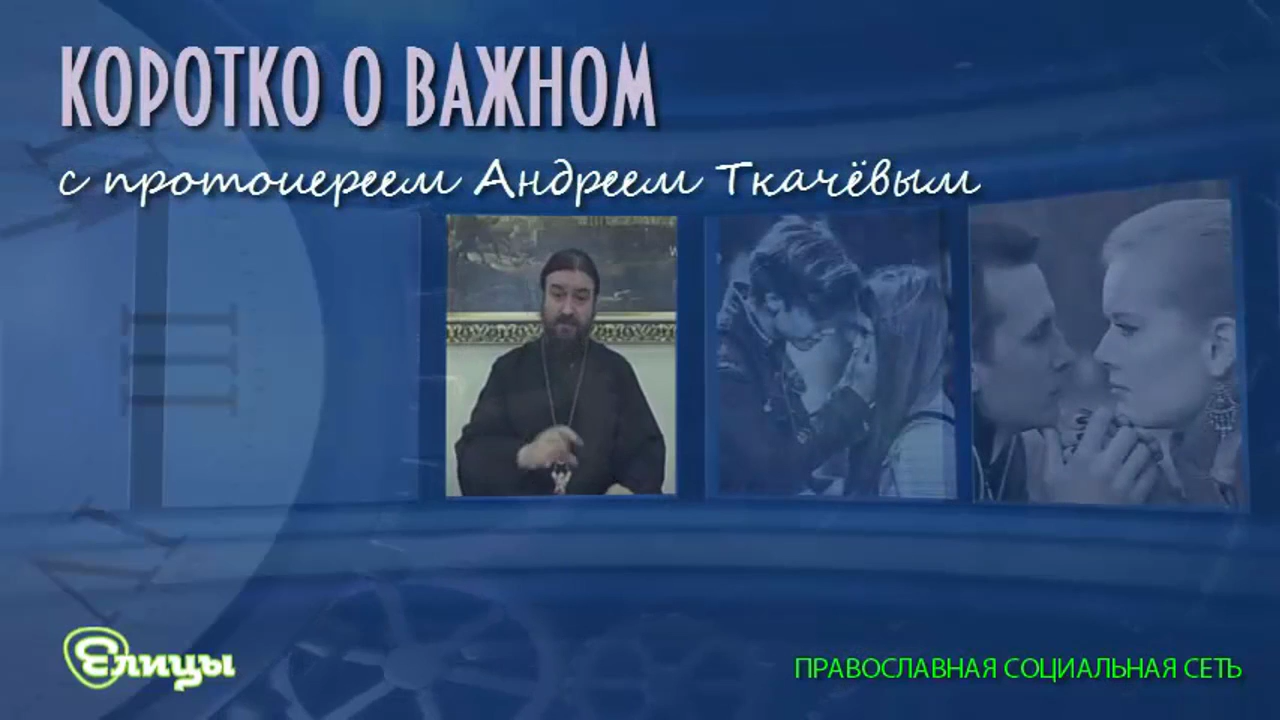 КОРОТКО О ВАЖНОМ
с протоиереем Андреем Ткачёвым
Елицы
ПРАВОСЛАВНАЯ СОЦИАЛЬНАЯ СЕТЬ